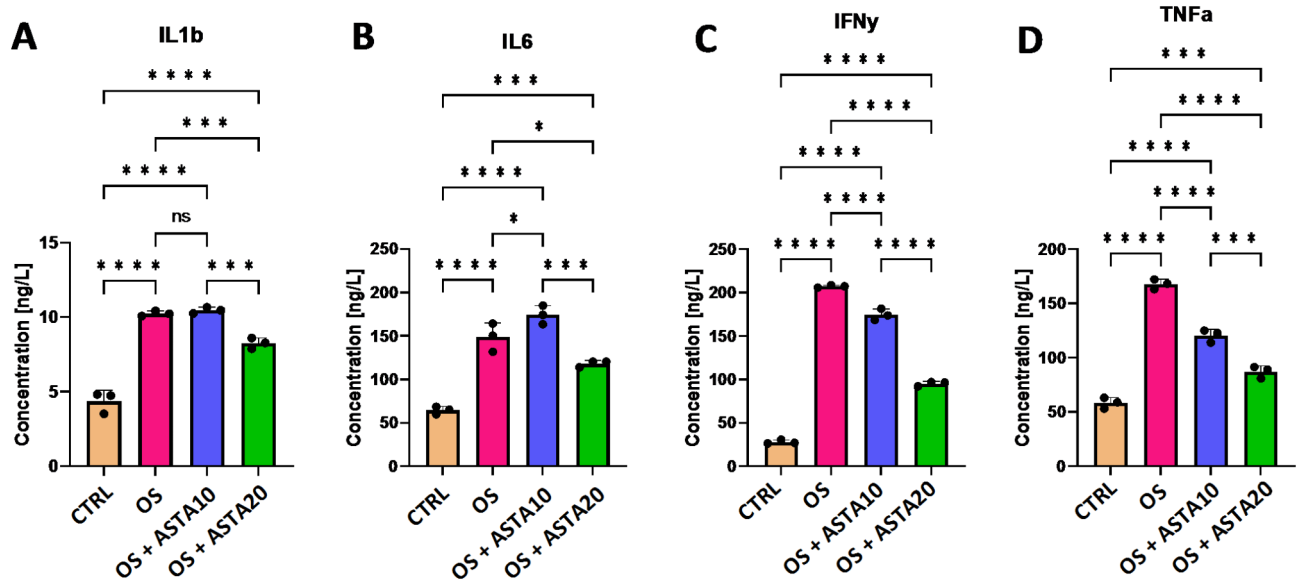 A
IL1b
* * * *
* * *
* * * *
ns
* * * *
* * *
Concentration [ng/L]
15
10
5
0
CTRL
OS
OS + ASTA10
OS + ASTA20
B
IL6
* * *
*
* * * *
*
* * * *
* * *
Concentration [ng/L]
250
200
150
100
50
0
CTRL
OS
OS + ASTA10
OS + ASTA20
C
IFNy
* * * *
* * * *
* * * *
* * * *
* * * *
* * * *
Concentration [ng/L]
250
200
150
100
50
0
CTRL
OS
OS + ASTA10
OS + ASTA20
D
TNFa
* * *
* * * *
* * * *
* * * *
* * * *
* * *
Concentration [ng/L]
200
150
100
50
0
CTRL
OS
OS + ASTA10
OS + ASTA20